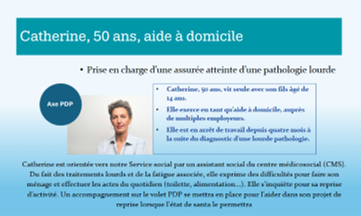 Catherine, 50 ans, aide à domicile
• Prise en charge d'une assurée atteinte d'une pathologie lourde
Axe PDP
• Catherine, 50 ans, vit seule avec son fils âgé de
14 ans.
• Elle exerce en tant qu'aide à domicile, auprès
de multiples employeurs.
• Elle est en arrêt de travail depuis quatre mois à
la suite du diagnostic d'une lourde pathologie.
Catherine est orientée vers notre Service social par un assistant social du centre médicosocial (CMS).
Du fait des traitements lourds et de la fatigue associée, elle exprime des difficultés pour faire son
ménage et effectuer les actes du quotidien (toilette, alimentation...). Elle s'inquiète pour sa reprise
d'activité. Un accompagnement sur le volet PDP se mettra en place pour l'aider dans son projet de
reprise lorsque l'état de santé le permettra